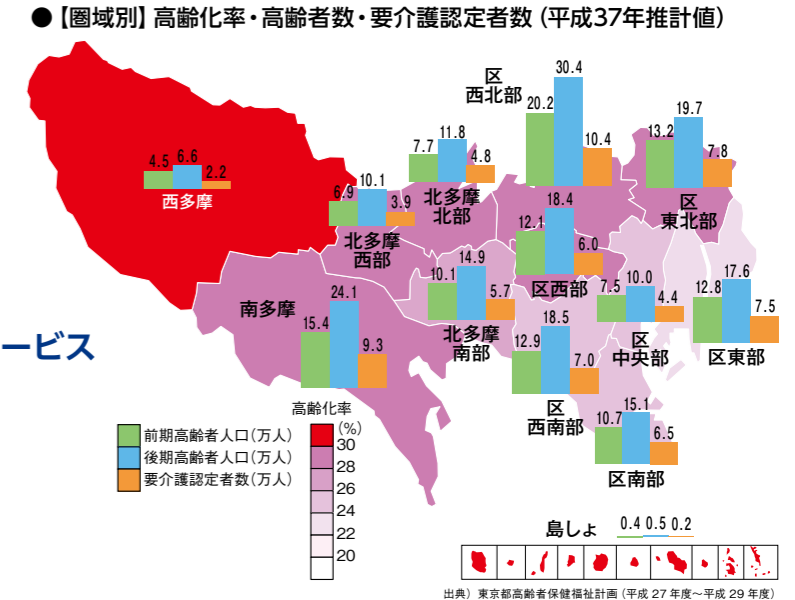 ●【圏域別】高齢化率・高齢者数・要介護認定者数（平成37年推計値）
区
西北部
20.2 30.4 10.4
7.7 11.8 4.8
北多摩
北部
13.2 19.7 7.8
区
東北部
4.5 6.6 2.2
西多摩
6.9 10.1 3.9
北多摩
西部
12.1 18.4 6.0
区西部
10.1 14.9 5.7
北多摩
南部
7.5 10.0 4.4
区
中央部
12.8 17.6 7.5
区東部
南多摩
15.4 24.1 9.3
12.9 18.5 7.0
区
西南部
ービス
10.7 15.1 6.5
区南部
高齢化率
(%)
30
28
26
24
22
20
前期高齢者人口(万人)
後期高齢者人口(万人)
要介護認定者数(万人)
島しょ 0.4 0.5 0.2
出典）東京都高齢者保健福祉計画（平成 27 年度～平成 29 年度）